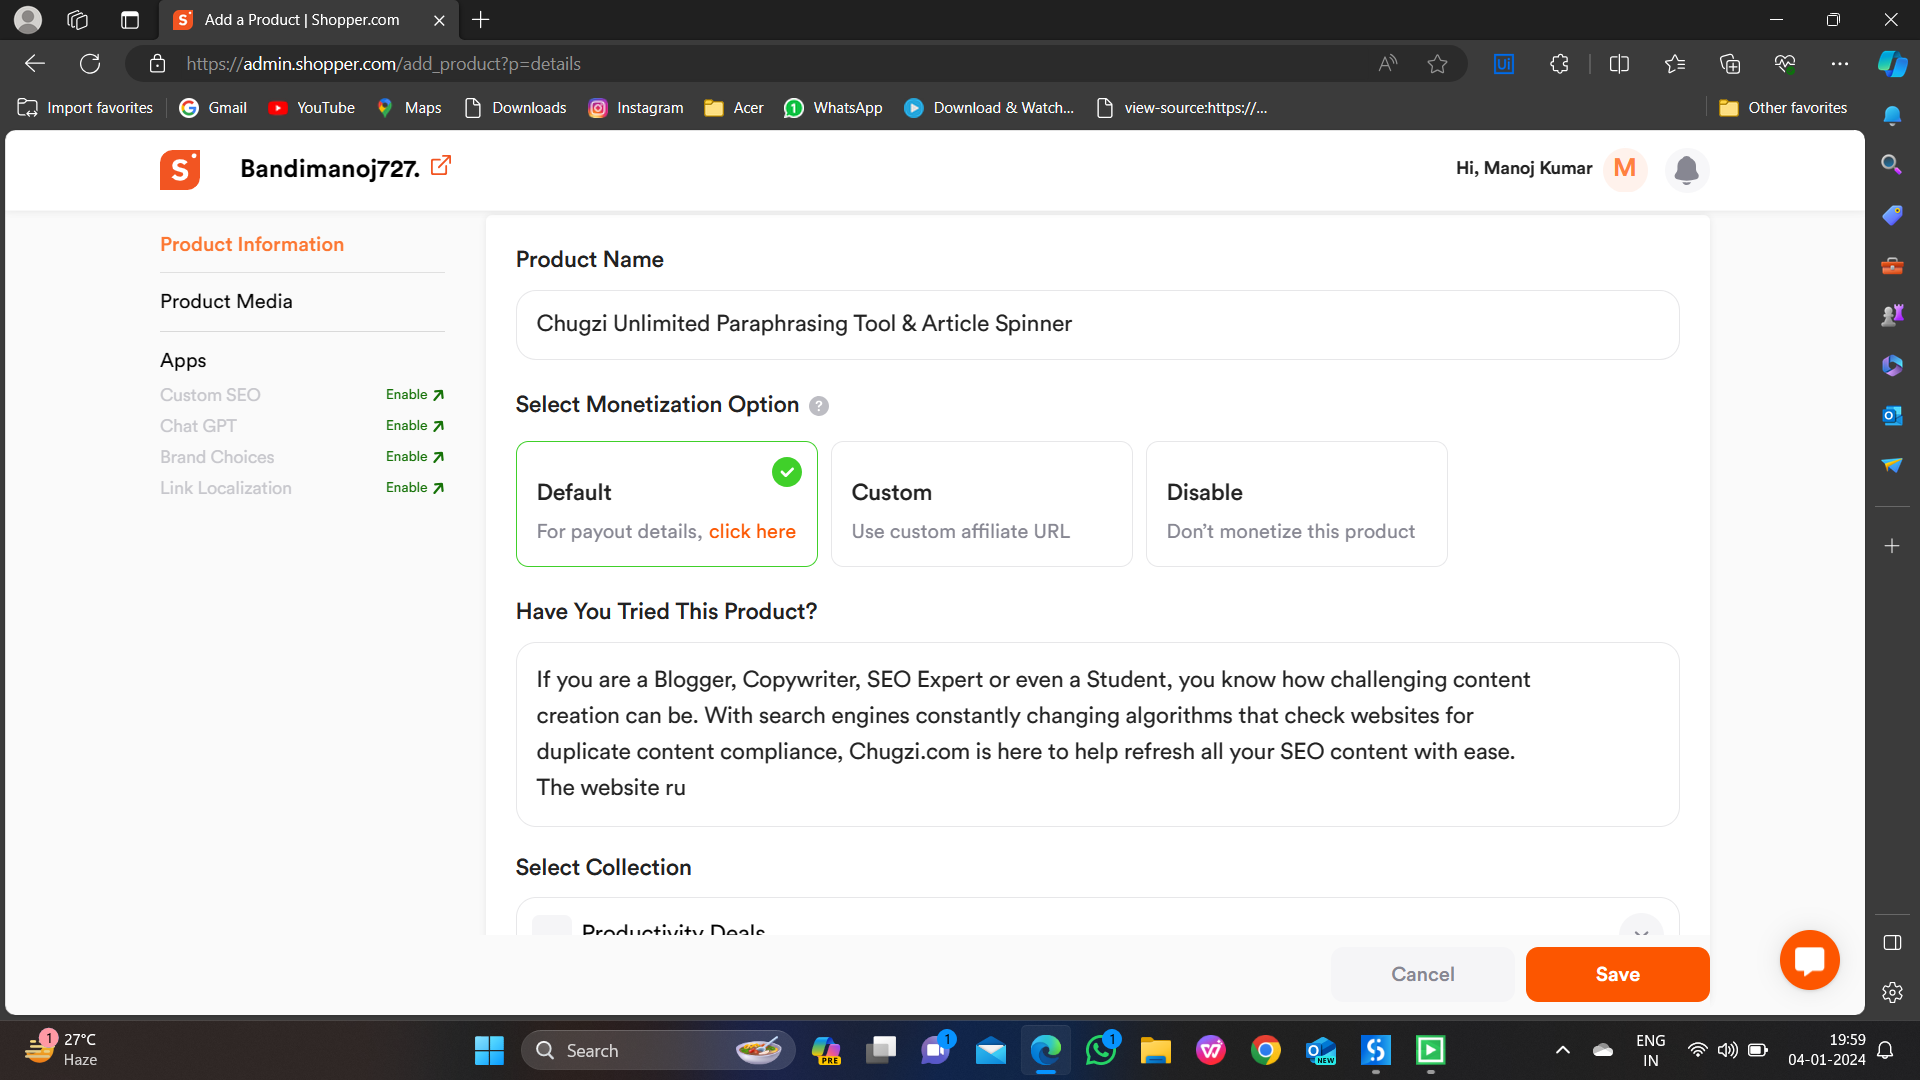 Add a Product | Shopper.com
https://admin.shopper.com/add_product?p=details
Import favorites
Gmail
YouTube
Maps
Downloads
Instagram
Acer
WhatsApp
Download & Watch...
view-source:https://...
Other favorites
Bandimanoj727.
Hi, Manoj Kumar
M
Product Information
Product Media
Apps
Custom SEO Enable
Chat GPT Enable
Brand Choices Enable
Link Localization Enable
Product Name
Chugzi Unlimited Paraphrasing Tool & Article Spinner
Select Monetization Option ?
Default
For payout details, click here
Custom
Use custom affiliate URL
Disable
Don't monetize this product
Have You Tried This Product?
If you are a Blogger, Copywriter, SEO Expert or even a Student, you know how challenging content
creation can be. With search engines constantly changing algorithms that check websites for
duplicate content compliance, Chugzi.com is here to help refresh all your SEO content with ease.
The website ru
Select Collection
Productivity Deals
Cancel
Save
1
27°C
Haze
Search
PRE
1
1
NEW
ENG
IN
19:59
04-01-2024